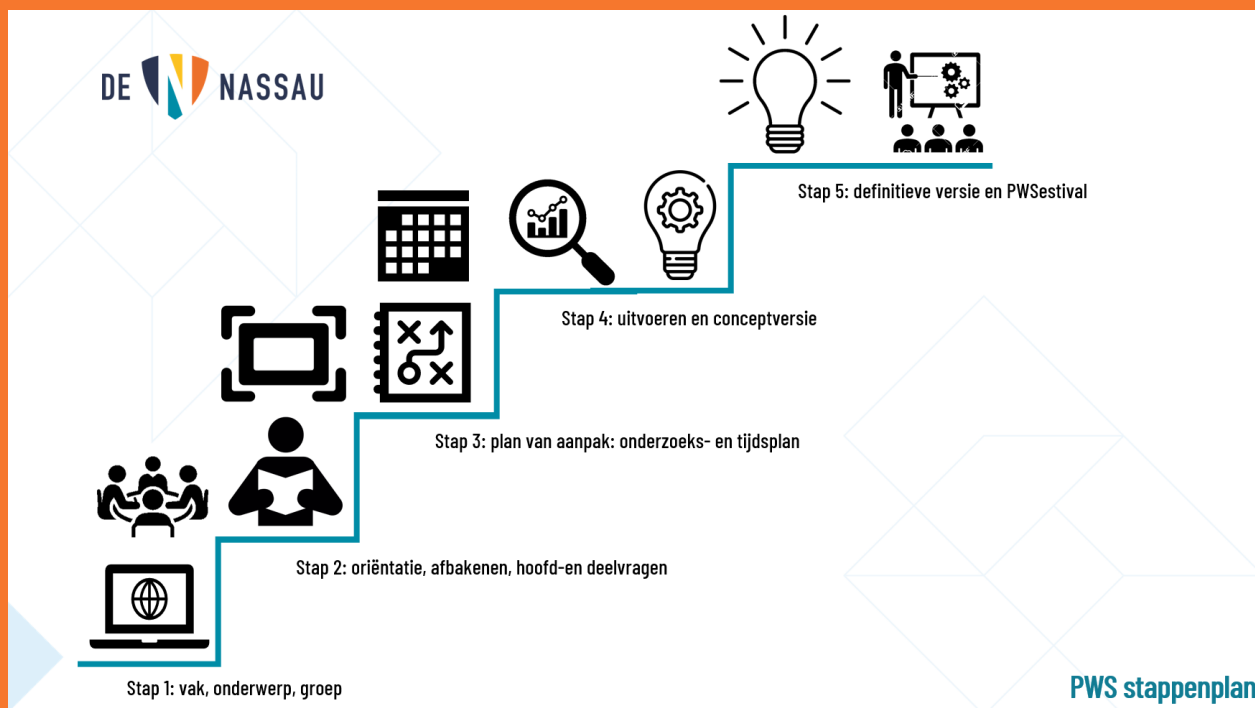 DE NASSAU
Stap 5: definitieve versie en PWSestival
Stap 4: uitvoeren en conceptversie
Stap 3: plan van aanpak: onderzoeks- en tijdsplan
Stap 2: oriëntatie, afbakenen, hoofd-en deelvragen
Stap 1: vak, onderwerp, groep
PWS stappenplan